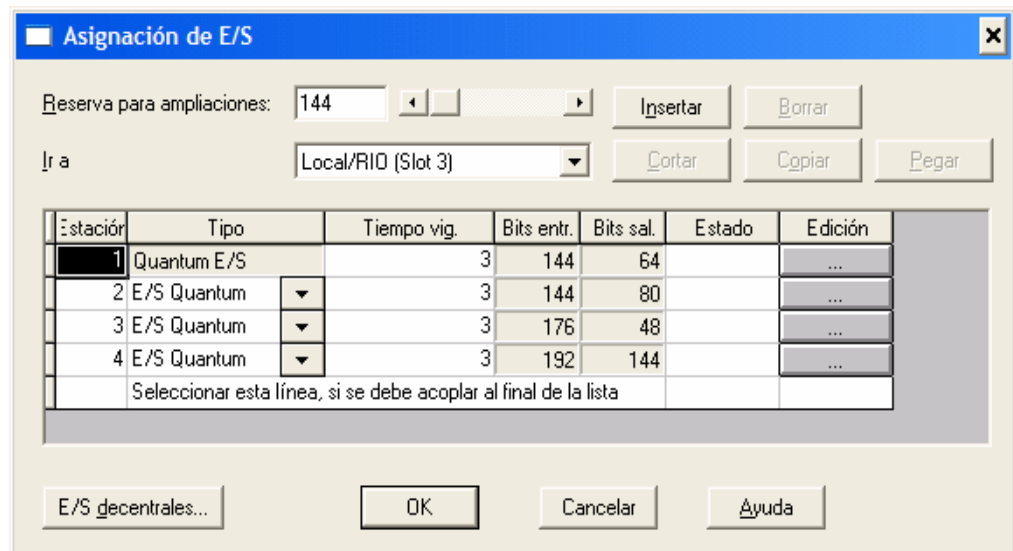 Asignación de E/S
Reserva para ampliaciones: 144 Insertar Borrar
Ir a Local/RIO (Slot 3) Cortar Copiar Pegar
Estación Tipo Tiempo vig. Bits entr. Bits sal. Estado Edición
1 Quantum E/S 3 144 64 ...
2 E/S Quantum 3 144 80 ...
3 E/S Quantum 3 176 48 ...
4 E/S Quantum 3 192 144 ...
Seleccionar esta línea, si se debe acoplar al final de la lista
E/S decentrales... OK Cancelar Ayuda